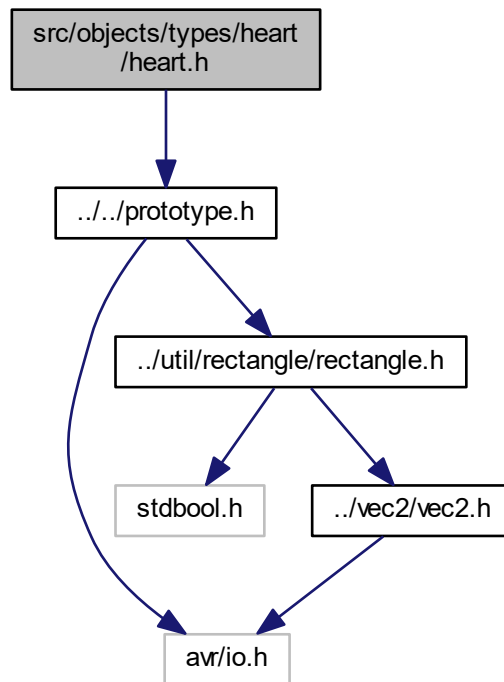 src/objects/types/heart
/heart.h
../../prototype.h
../util/rectangle/rectangle.h
stdbool.h
../vec2/vec2.h
avr/io.h